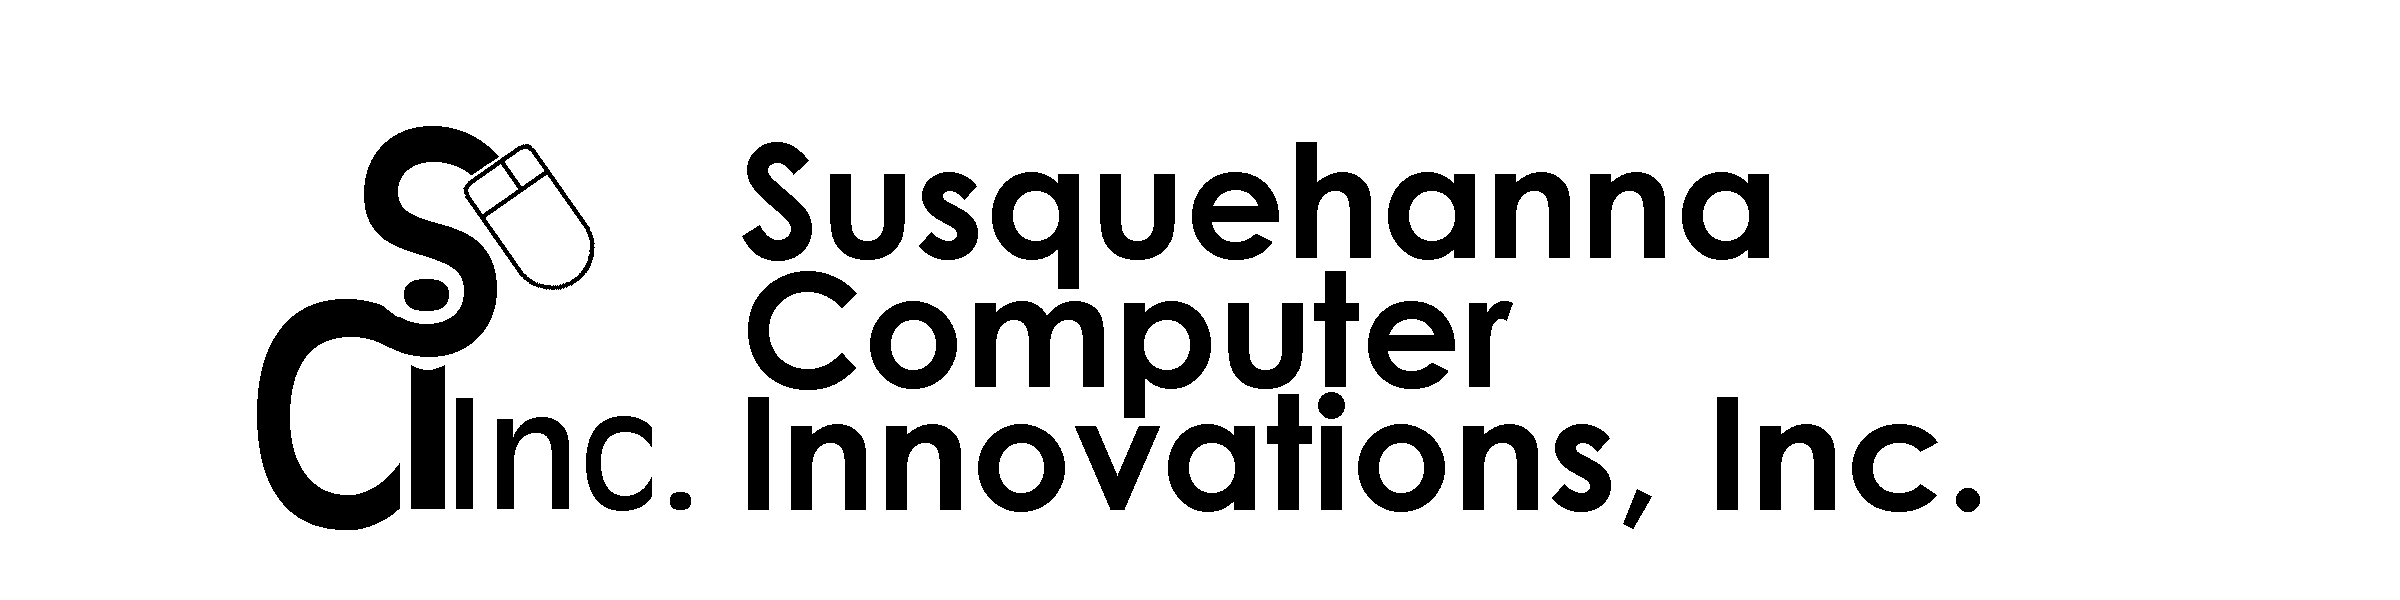 SCi Inc.
Susquehanna
Computer
Innovations, Inc.